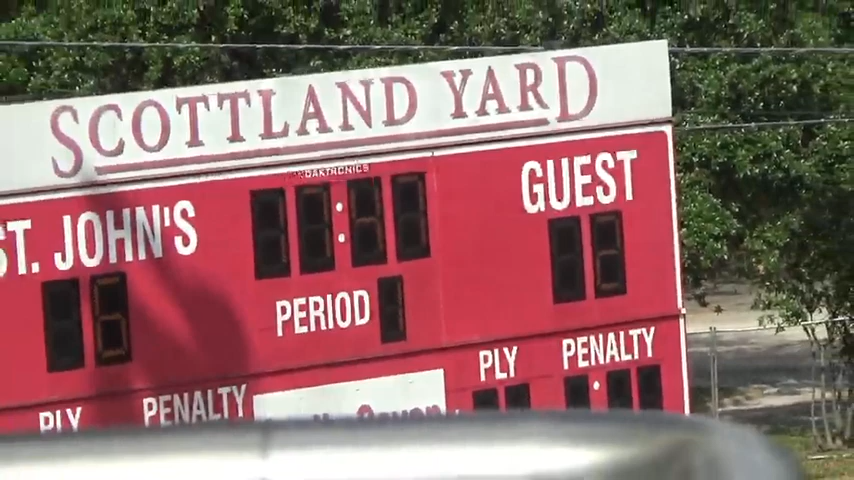 SCOTTLAND YARD
DAKTRONICS
ST. JOHN'S
GUEST
PERIOD
PLY PENALTY
PLY PENALTY